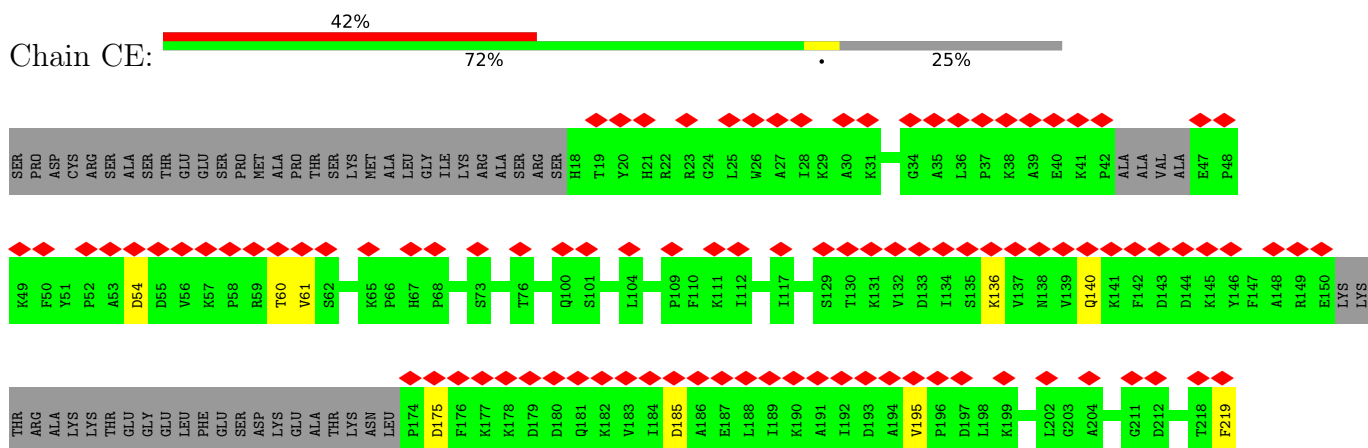 42%
Chain CE:
72% • 25%
SER PRO ASP CYS ARG SER ALA SER THR GLU GLU SER PRO MET ALA PRO THR SER LYS MET ALA LEU GLY ILE LYS ARG ALA SER ARG SER H18 T19 Y20 H21 R22 R23 G24 L25 W26 A27 I28 K29 A30 K31 G34 A35 L36 P37 K38 A39 E40 K41 P42 ALA ALA VAL ALA E47 P48
K49 F50 Y51 P52 A53 D54 D55 V56 K57 P58 R59 T60 V61 S62 K65 P66 H67 P68 S73 T76 Q100 S101 L104 P109 F110 K111 I112 I117 S129 T130 K131 V132 D133 I134 S135 K136 V137 N138 V139 Q140 K141 F142 D143 D144 K145 Y146 F147 A148 R149 E150 LYS LYS
THR ARG ALA LYS LYS THR GLU GLY GLU LEU PHE GLU SER ASP LYS GLU ALA THR LYS ASN LEU P174 D175 F176 K177 K178 D179 D180 Q181 K182 V183 I184 D185 A186 E187 L188 I189 K190 A191 I192 D193 A194 V195 P196 D197 L198 K199 L202 G203 A204 G211 D212 T218 F219